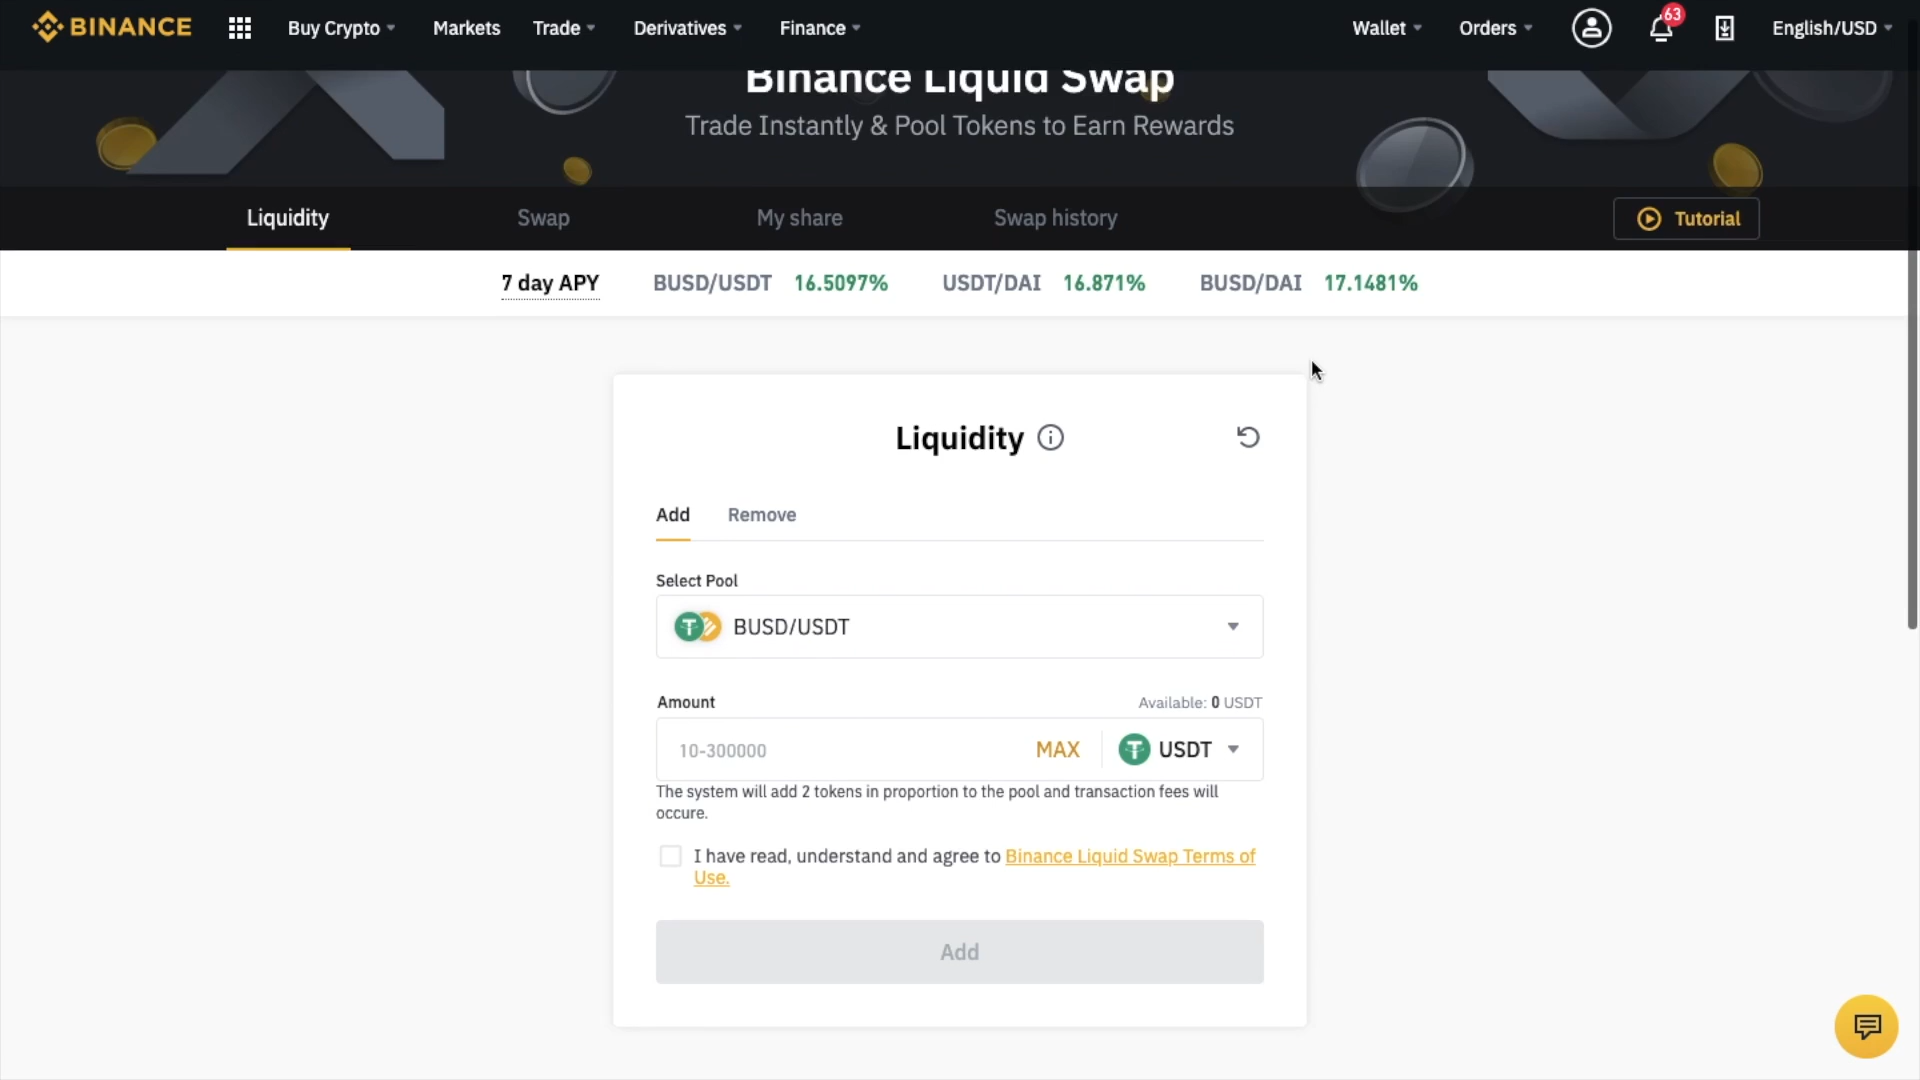 BINANCE
Buy Crypto
Markets
Trade
Derivatives
Finance
Wallet
Orders
63
English/USD
Binance Liquid Swap
Trade Instantly & Pool Tokens to Earn Rewards
Liquidity
Swap
My share
Swap history
Tutorial
7 day APY
BUSD/USDT 16.5097%
USDT/DAI 16.871%
BUSD/DAI 17.1481%
Liquidity
Add
Remove
Select Pool
BUSD/USDT
Amount
Available: 0 USDT
10-300000
MAX
USDT
The system will add 2 tokens in proportion to the pool and transaction fees will
occure.
I have read, understand and agree to Binance Liquid Swap Terms of
Use.
Add